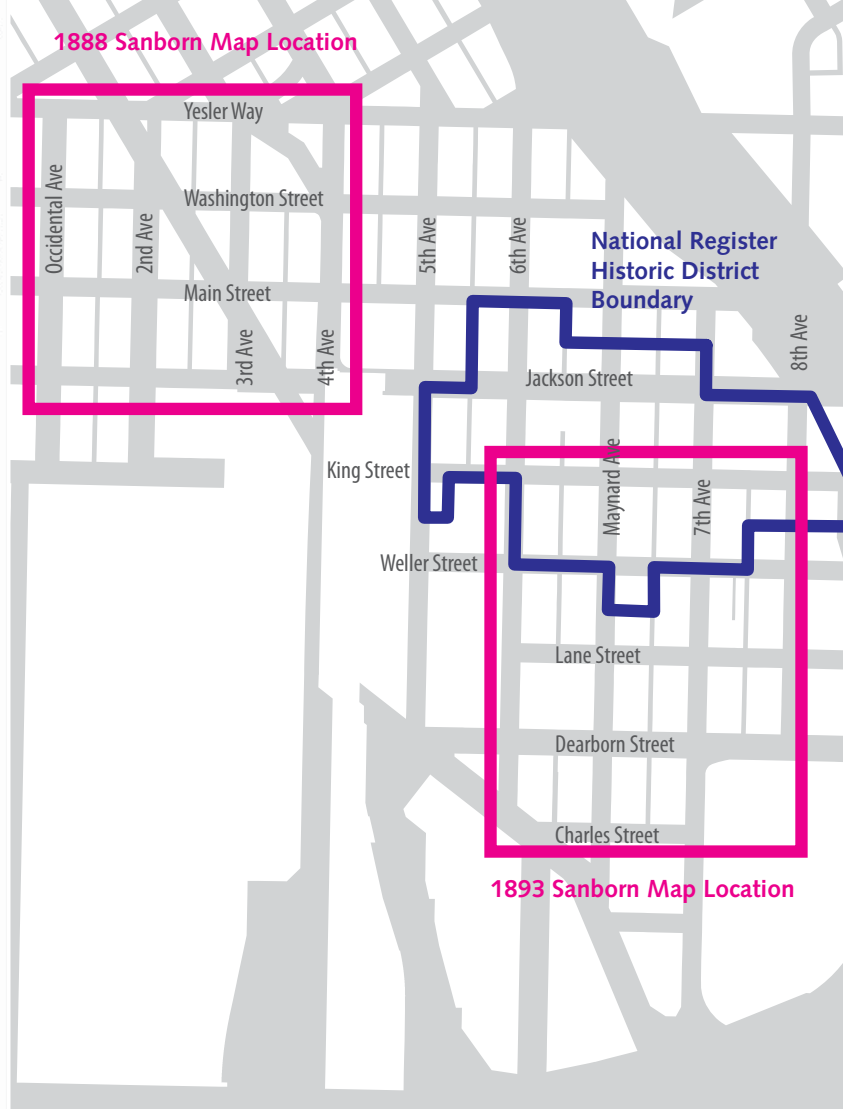 1888 Sanborn Map Location
Yesler Way
Occidental Ave
Washington Street
2nd Ave
5th Ave
6th Ave
National Register
Historic District
Boundary
Main Street
3rd Ave
4th Ave
8th Ave
Jackson Street
King Street
Maynard Ave
7th Ave
Weller Street
Lane Street
Dearborn Street
Charles Street
1893 Sanborn Map Location